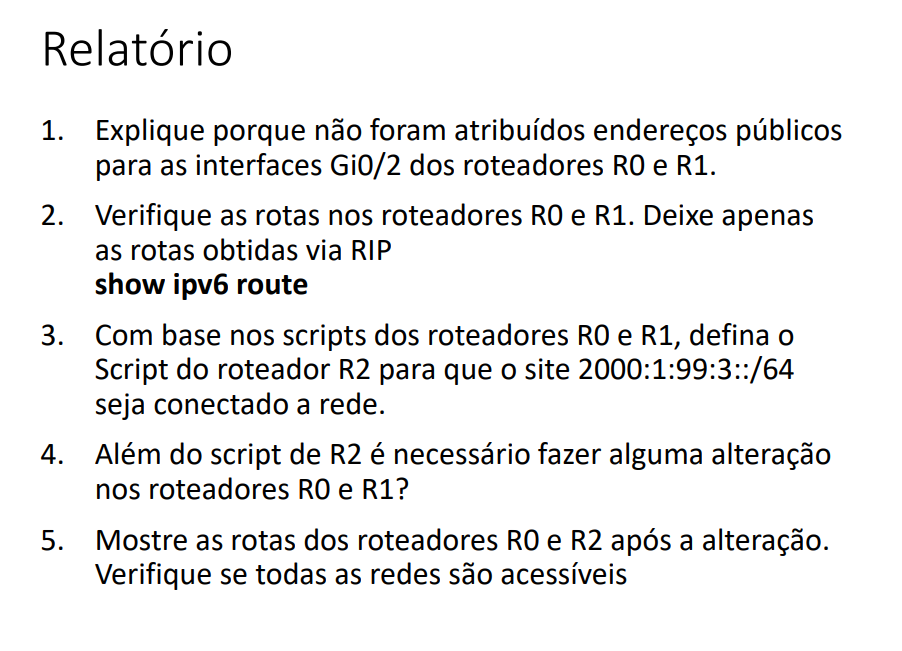 Relatório
1. Explique porque não foram atribuídos endereços públicos
para as interfaces Gi0/2 dos roteadores R0 e R1.
2. Verifique as rotas nos roteadores R0 e R1. Deixe apenas
as rotas obtidas via RIP
show ipv6 route
3. Com base nos scripts dos roteadores R0 e R1, defina o
Script do roteador R2 para que o site 2000:1:99:3::/64
seja conectado a rede.
4. Além do script de R2 é necessário fazer alguma alteração
nos roteadores R0 e R1?
5. Mostre as rotas dos roteadores R0 e R2 após a alteração.
Verifique se todas as redes são acessíveis